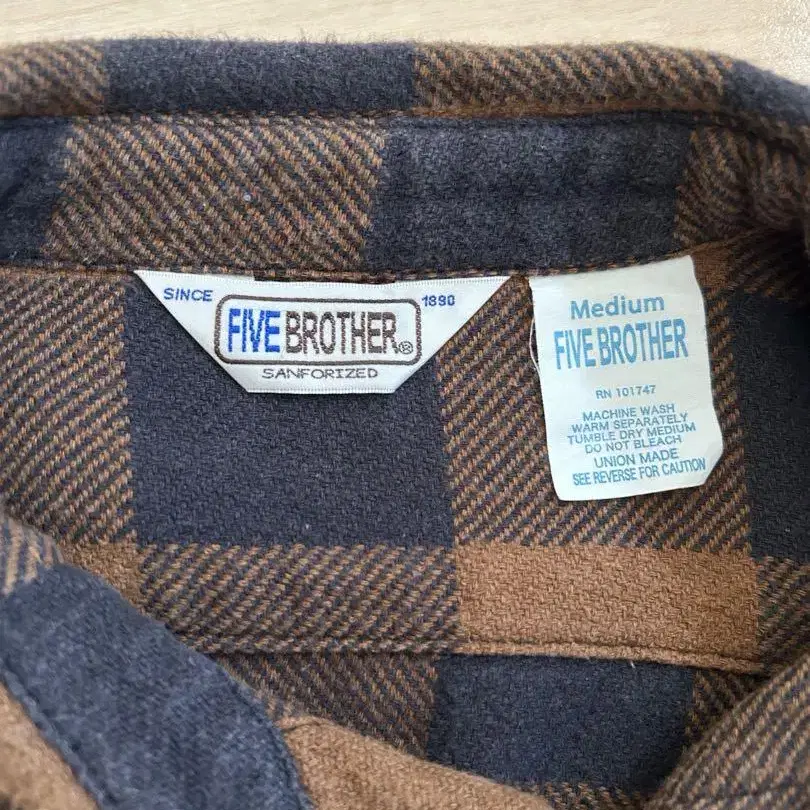 SINCE 1890
FIVE BROTHER®
SANFORIZED
Medium
FIVE BROTHER
RN 101747
MACHINE WASH
WARM SEPARATELY
TUMBLE DRY MEDIUM
DO NOT BLEACH
UNION MADE
SEE REVERSE FOR CAUTION